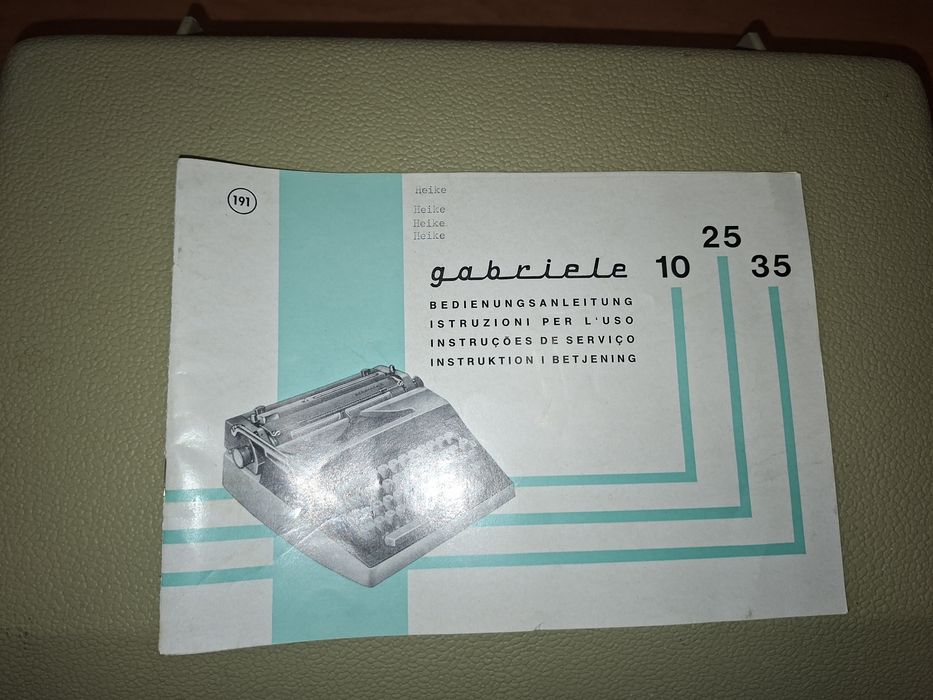 191
Heike
Heike
Heike
Heike
gabriele 10 25 35
BEDIENUNGSANLEITUNG
ISTRUZIONI PER L'USO
INSTRUÇÕES DE SERVIÇO
INSTRUKTION I BETJENING